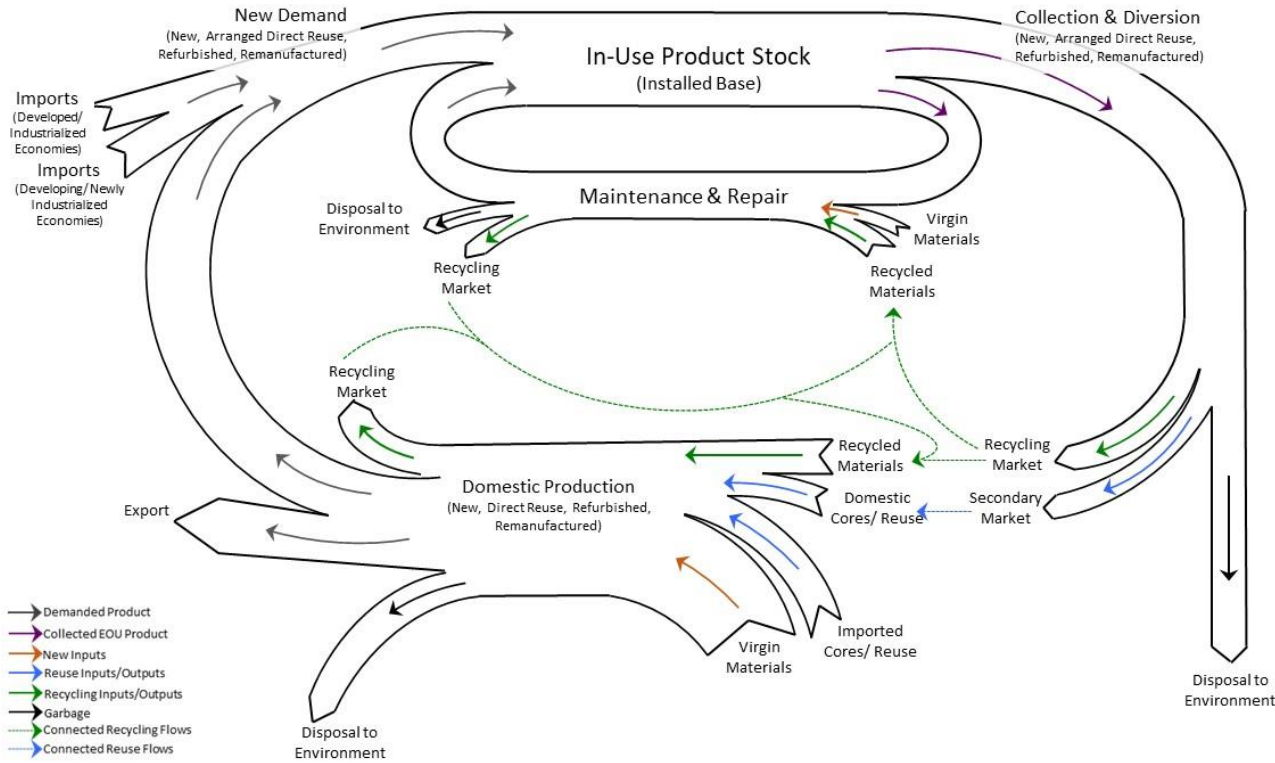 New Demand
(New, Arranged Direct Reuse,
Refurbished, Remanufactured)
In-Use Product Stock
(Installed Base)
Collection & Diversion
(New, Arranged Direct Reuse,
Refurbished, Remanufactured)
Imports
(Developed/
Industrialized
Economies)
Imports
(Developing/Newly
Industrialized
Economies)
Maintenance & Repair
Disposal to
Environment
Recycling
Market
Virgin
Materials
Recycled
Materials
Recycling
Market
Recycled
Materials
Recycling
Market
Domestic Production
(New, Direct Reuse, Refurbished,
Remanufactured)
Domestic
Cores/ Reuse
Secondary
Market
Export
Imported
Cores/ Reuse
Virgin
Materials
Disposal to
Environment
Disposal to
Environment
Demanded Product
Collected EOU Product
New Inputs
Reuse Inputs/Outputs
Recycling Inputs/Outputs
Garbage
Connected Recycling Flows
Connected Reuse Flows